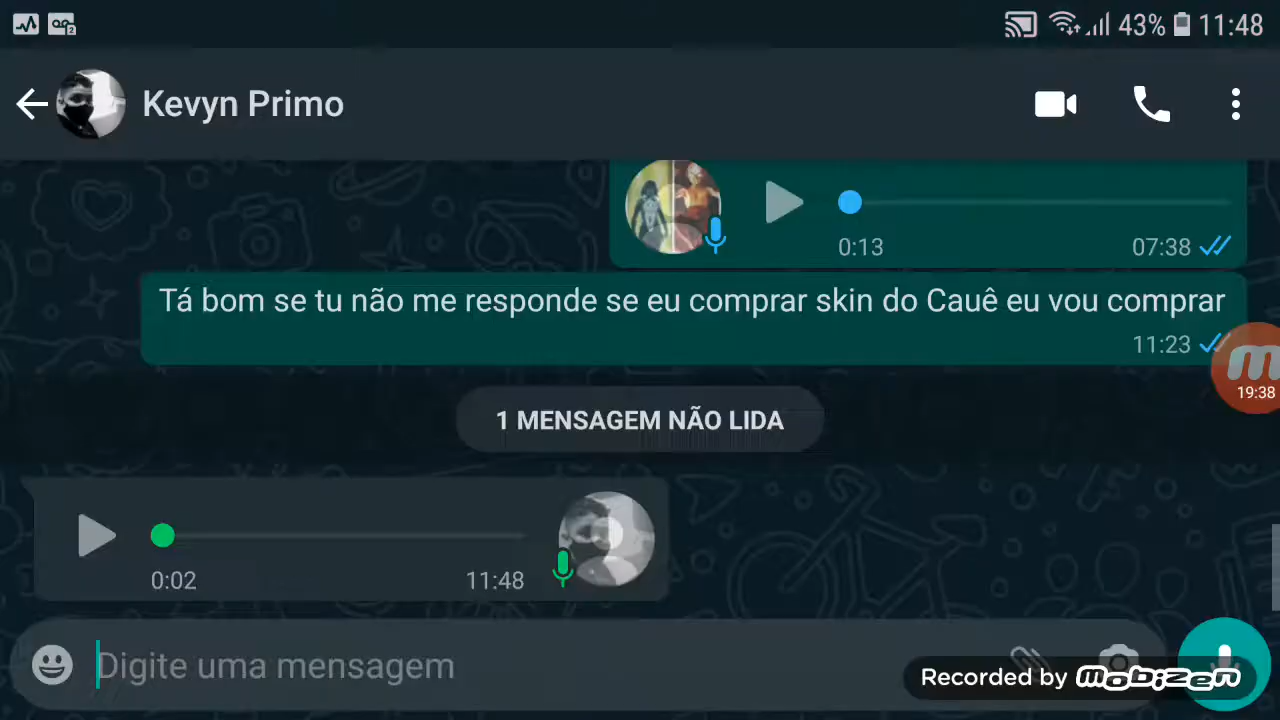 43% 11:48
Kevyn Primo
0:13 07:38
Tá bom se tu não me responde se eu comprar skin do Cauê eu vou comprar
11:23
19:38
1 MENSAGEM NÃO LIDA
0:02 11:48
Digite uma mensagem
Recorded by mobizen